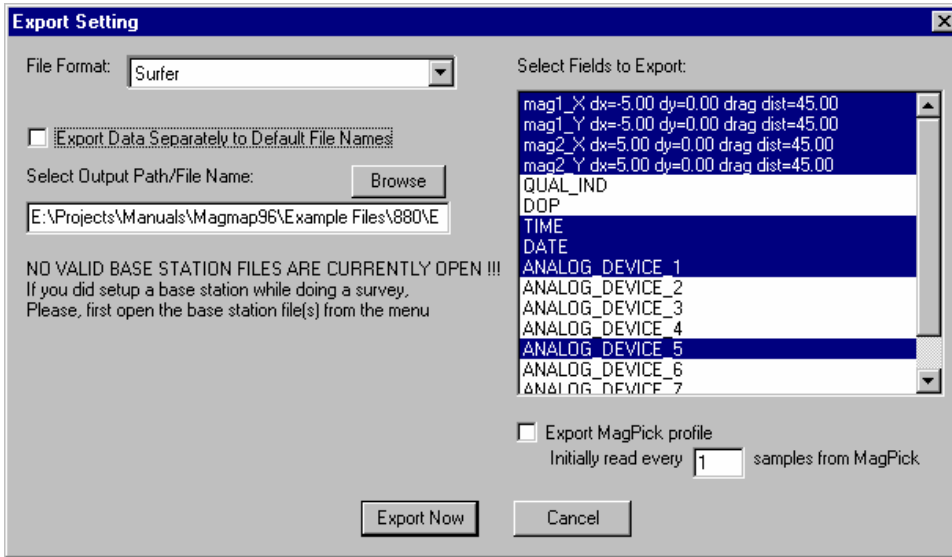 Export Setting
File Format:
Surfer
Export Data Separately to Default File Names
Select Output Path/File Name:
Browse
E:\Projects\Manuals\Magmap96\Example Files\880\E
NO VALID BASE STATION FILES ARE CURRENTLY OPEN !!!
If you did setup a base station while doing a survey,
Please, first open the base station file(s) from the menu
Select Fields to Export:
mag1_X dx=-5.00 dy=0.00 drag dist=45.00
mag1_Y dx=-5.00 dy=0.00 drag dist=45.00
mag2_X dx=5.00 dy=0.00 drag dist=45.00
mag2_Y dx=5.00 dy=0.00 drag dist=45.00
QUAL_IND
DOP
TIME
DATE
ANALOG_DEVICE_1
ANALOG_DEVICE_2
ANALOG_DEVICE_3
ANALOG_DEVICE_4
ANALOG_DEVICE_5
ANALOG_DEVICE_6
ANALOG_DEVICE_7
Export MagPick profile
Initially read every 1 samples from MagPick
Export Now
Cancel